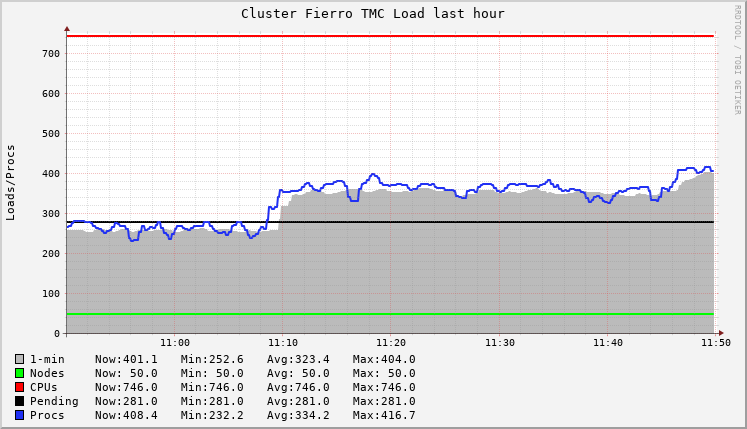 Cluster Fierro TMC Load last hour
RRDTOOL / TOBI OETIKER
Loads/Procs
700
600
500
400
300
200
100
0
11:00 11:10 11:20 11:30 11:40 11:50
1-min Now:401.1 Min:252.6 Avg:323.4 Max:404.0
Nodes Now: 50.0 Min: 50.0 Avg: 50.0 Max: 50.0
CPUs Now:746.0 Min:746.0 Avg:746.0 Max:746.0
Pending Now:281.0 Min:281.0 Avg:281.0 Max:281.0
Procs Now:408.4 Min:232.2 Avg:334.2 Max:416.7